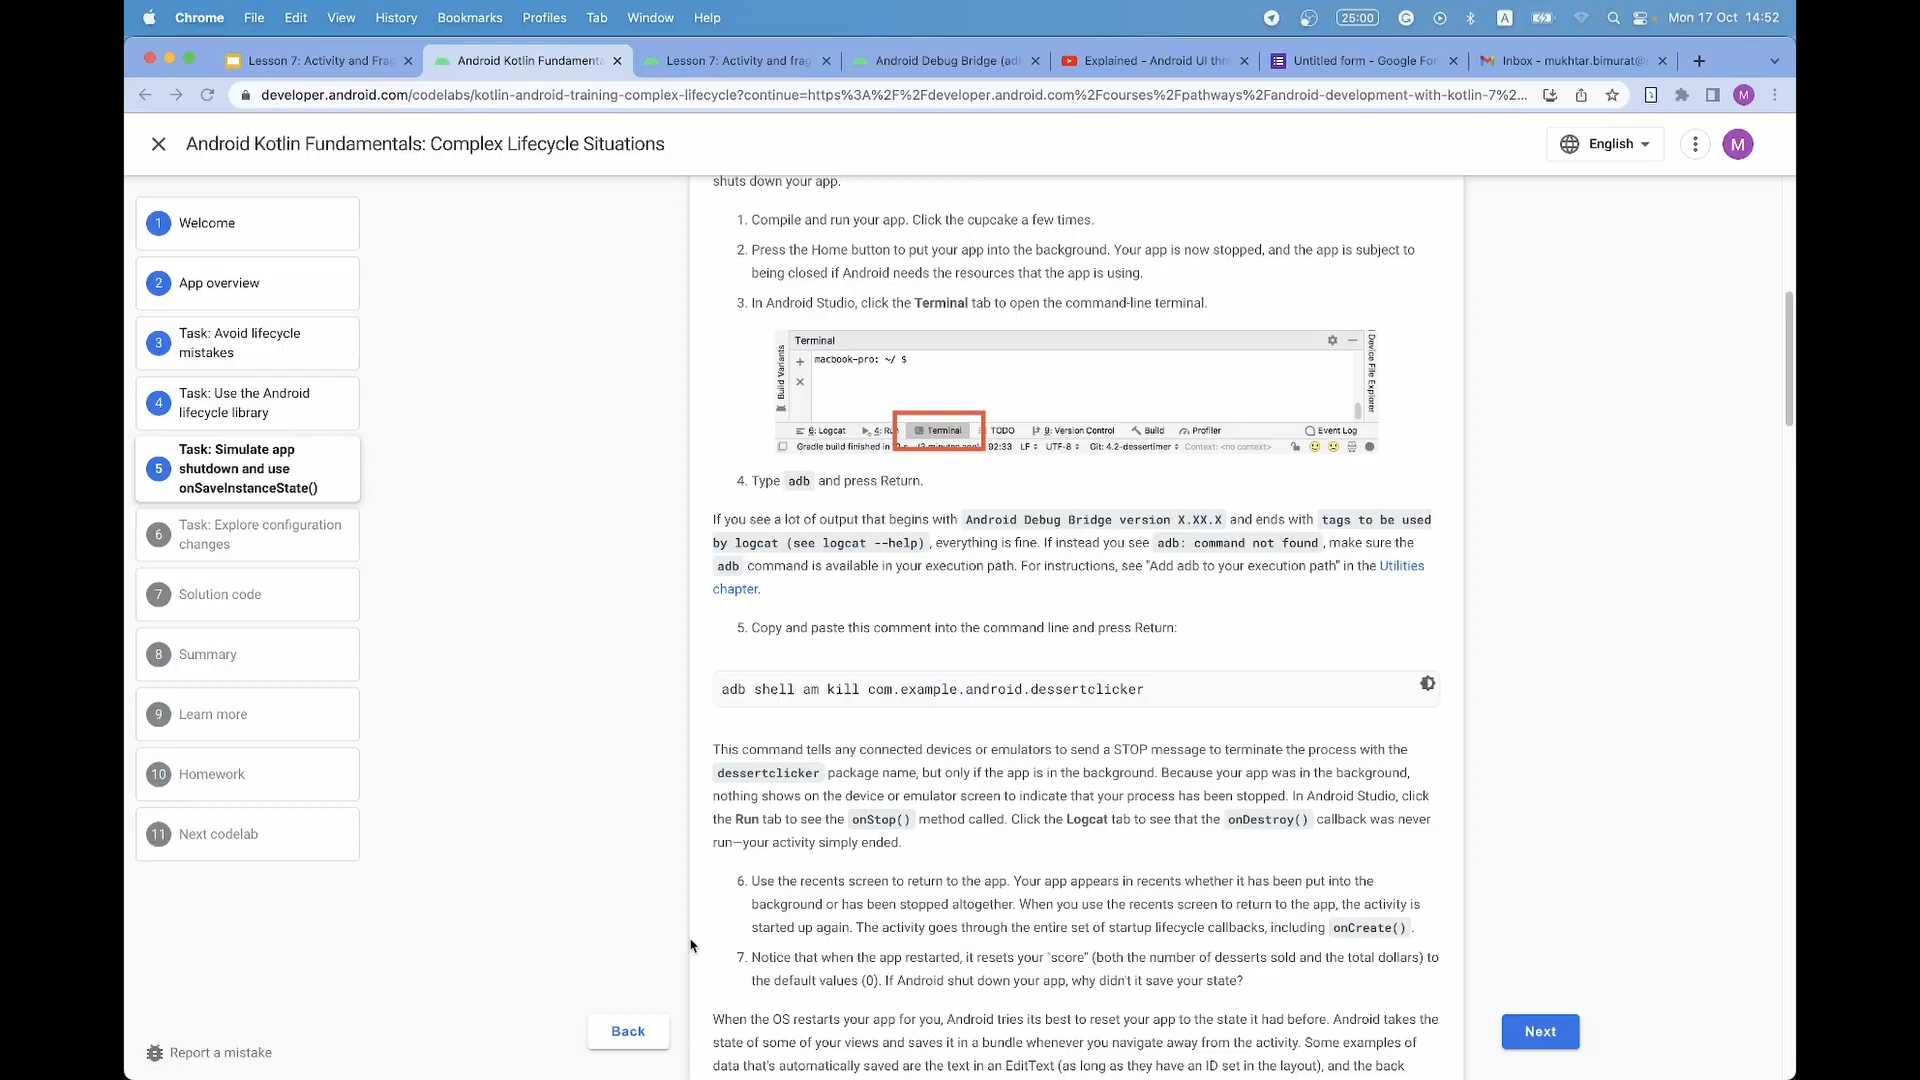 Chrome File Edit View History Bookmarks Profiles Tab Window Help 25:00 A Mon 17 Oct 14:52
Lesson 7: Activity and Frag Android Kotlin Fundamenta Lesson 7: Activity and frag Android Debug Bridge (ad Explained - Android UI thre Untitled form - Google For Inbox - mukhtar.bimurat@
developer.android.com/codelabs/kotlin-android-training-complex-lifecycle?continue=https%3A%2F%2Fdeveloper.android.com%2Fcourses%2Fpathways%2Fandroid-development-with-kotlin-7%2... M
Android Kotlin Fundamentals: Complex Lifecycle Situations English M
1 Welcome
2 App overview
3 Task: Avoid lifecycle
mistakes
4 Task: Use the Android
lifecycle library
5 Task: Simulate app
shutdown and use
onSaveInstanceState()
6 Task: Explore configuration
changes
7 Solution code
8 Summary
9 Learn more
10 Homework
11 Next codelab
Report a mistake
shuts down your app.
1. Compile and run your app. Click the cupcake a few times.
2. Press the Home button to put your app into the background. Your app is now stopped, and the app is subject to
being closed if Android needs the resources that the app is using.
3. In Android Studio, click the Terminal tab to open the command-line terminal.
Terminal
macbook-pro: ~/ $
Build Variants
Device File Explorer
6: Logcat 4: Run Terminal TODO 9: Version Control Build Profiler Event Log
Gradle build finished in 92:33 LF UTF-8 Git: 4.2-dessertimer Context: <no context>
4. Type adb and press Return.
If you see a lot of output that begins with Android Debug Bridge version X.XX.X and ends with tags to be used
by logcat (see logcat --help), everything is fine. If instead you see adb: command not found, make sure the
adb command is available in your execution path. For instructions, see "Add adb to your execution path" in the Utilities
chapter.
5. Copy and paste this comment into the command line and press Return:
adb shell am kill com.example.android.dessertclicker
This command tells any connected devices or emulators to send a STOP message to terminate the process with the
dessertclicker package name, but only if the app is in the background. Because your app was in the background,
nothing shows on the device or emulator screen to indicate that your process has been stopped. In Android Studio, click
the Run tab to see the onStop() method called. Click the Logcat tab to see that the onDestroy() callback was never
run—your activity simply ended.
6. Use the recents screen to return to the app. Your app appears in recents whether it has been put into the
background or has been stopped altogether. When you use the recents screen to return to the app, the activity is
started up again. The activity goes through the entire set of startup lifecycle callbacks, including onCreate().
7. Notice that when the app restarted, it resets your "score" (both the number of desserts sold and the total dollars) to
the default values (0). If Android shut down your app, why didn't it save your state?
When the OS restarts your app for you, Android tries its best to reset your app to the state it had before. Android takes the
state of some of your views and saves it in a bundle whenever you navigate away from the activity. Some examples of
data that's automatically saved are the text in an EditText (as long as they have an ID set in the layout), and the back
Back
Next